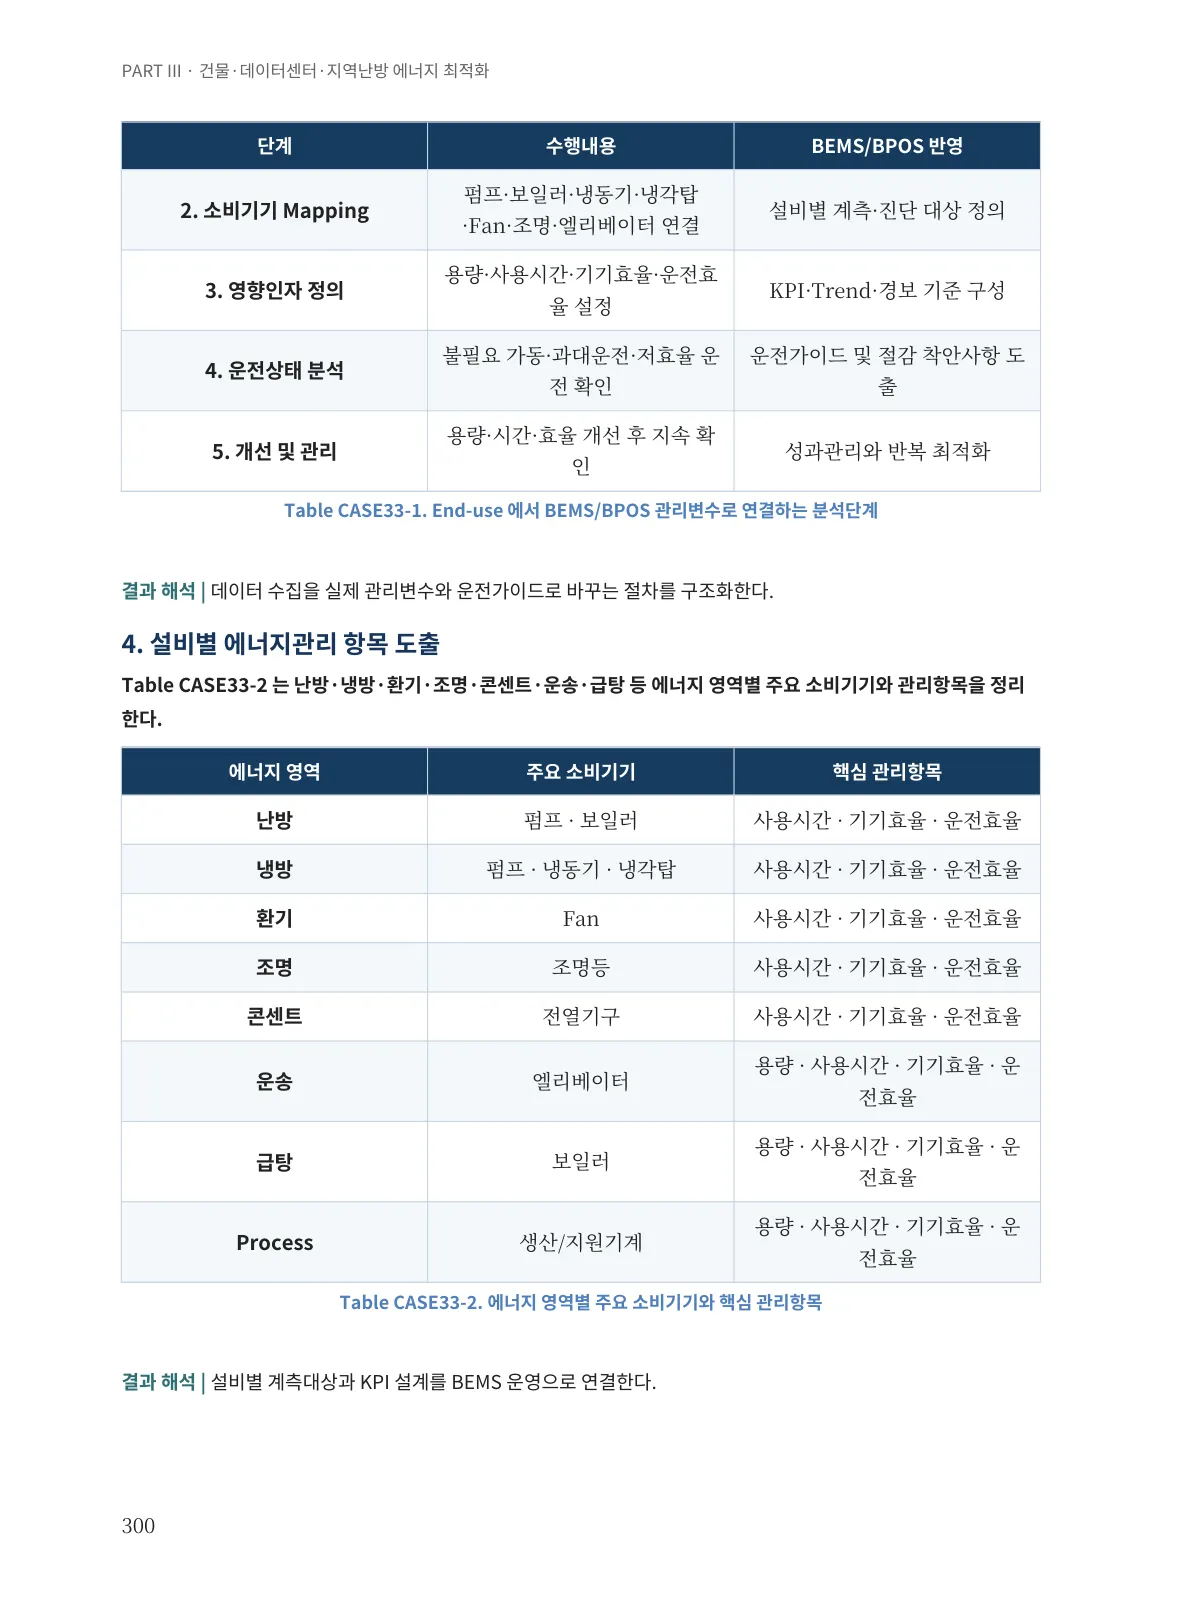 PART III · 건물·데이터센터·지역난방 에너지 최적화
단계 수행내용 BEMS/BPOS 반영
2. 소비기기 Mapping 펌프·보일러·냉동기·냉각탑
·Fan·조명·엘리베이터 연결 설비별 계측·진단 대상 정의
3. 영향인자 정의 용량·사용시간·기기효율·운전효
율 설정 KPI·Trend·경보 기준 구성
4. 운전상태 분석 불필요 가동·과대운전·저효율 운
전 확인 운전가이드 및 절감 착안사항 도
출
5. 개선 및 관리 용량·시간·효율 개선 후 지속 확
인 성과관리와 반복 최적화
Table CASE33-1. End-use 에서 BEMS/BPOS 관리변수로 연결하는 분석단계
결과 해석 | 데이터 수집을 실제 관리변수와 운전가이드로 바꾸는 절차를 구조화한다.
4. 설비별 에너지관리 항목 도출
Table CASE33-2 는 난방·냉방·환기·조명·콘센트·운송·급탕 등 에너지 영역별 주요 소비기기와 관리항목을 정리
한다.
에너지 영역 주요 소비기기 핵심 관리항목
난방 펌프 · 보일러 사용시간 · 기기효율 · 운전효율
냉방 펌프 · 냉동기 · 냉각탑 사용시간 · 기기효율 · 운전효율
환기 Fan 사용시간 · 기기효율 · 운전효율
조명 조명등 사용시간 · 기기효율 · 운전효율
콘센트 전열기구 사용시간 · 기기효율 · 운전효율
운송 엘리베이터 용량 · 사용시간 · 기기효율 · 운
전효율
급탕 보일러 용량 · 사용시간 · 기기효율 · 운
전효율
Process 생산/지원기계 용량 · 사용시간 · 기기효율 · 운
전효율
Table CASE33-2. 에너지 영역별 주요 소비기기와 핵심 관리항목
결과 해석 | 설비별 계측대상과 KPI 설계를 BEMS 운영으로 연결한다.
300